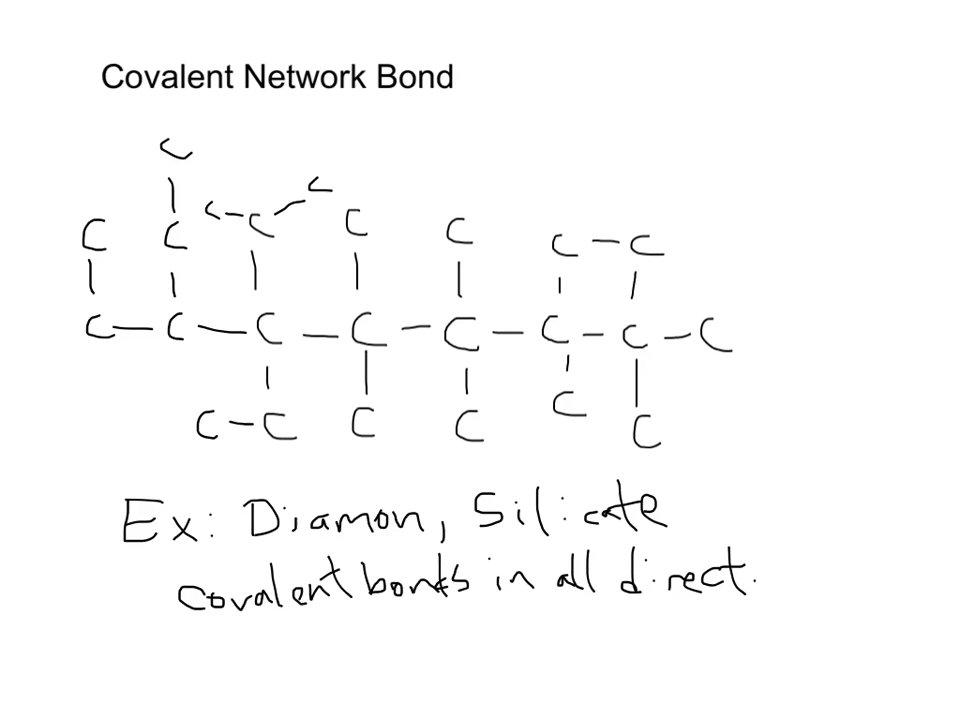 Covalent Network Bond
C
C - C - C
C C C C C - C
C - C - C - C - C - C - C - C
C - C C C C C
Ex: Diamon, Silicate
covalent bonds in all direct.